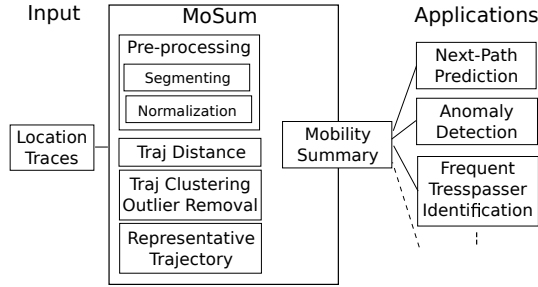 Input
MoSum
Applications
Pre-processing
Segmenting
Normalization
Location
Traces
Traj Distance
Traj Clustering
Outlier Removal
Representative
Trajectory
Mobility
Summary
Next-Path
Prediction
Anomaly
Detection
Frequent
Tresspasser
Identification